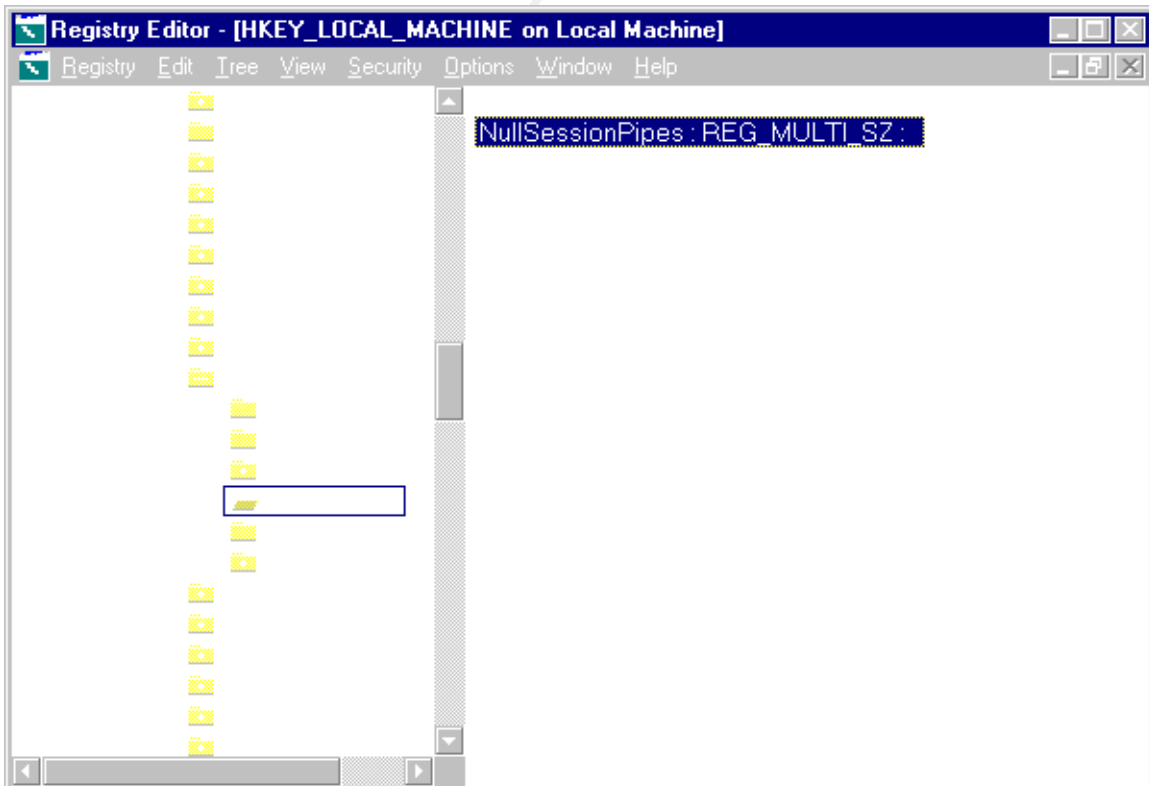 Registry Editor - [HKEY_LOCAL_MACHINE on Local Machine]
Registry Edit Tree View Security Options Window Help
NullSessionPipes : REG_MULTI_SZ :